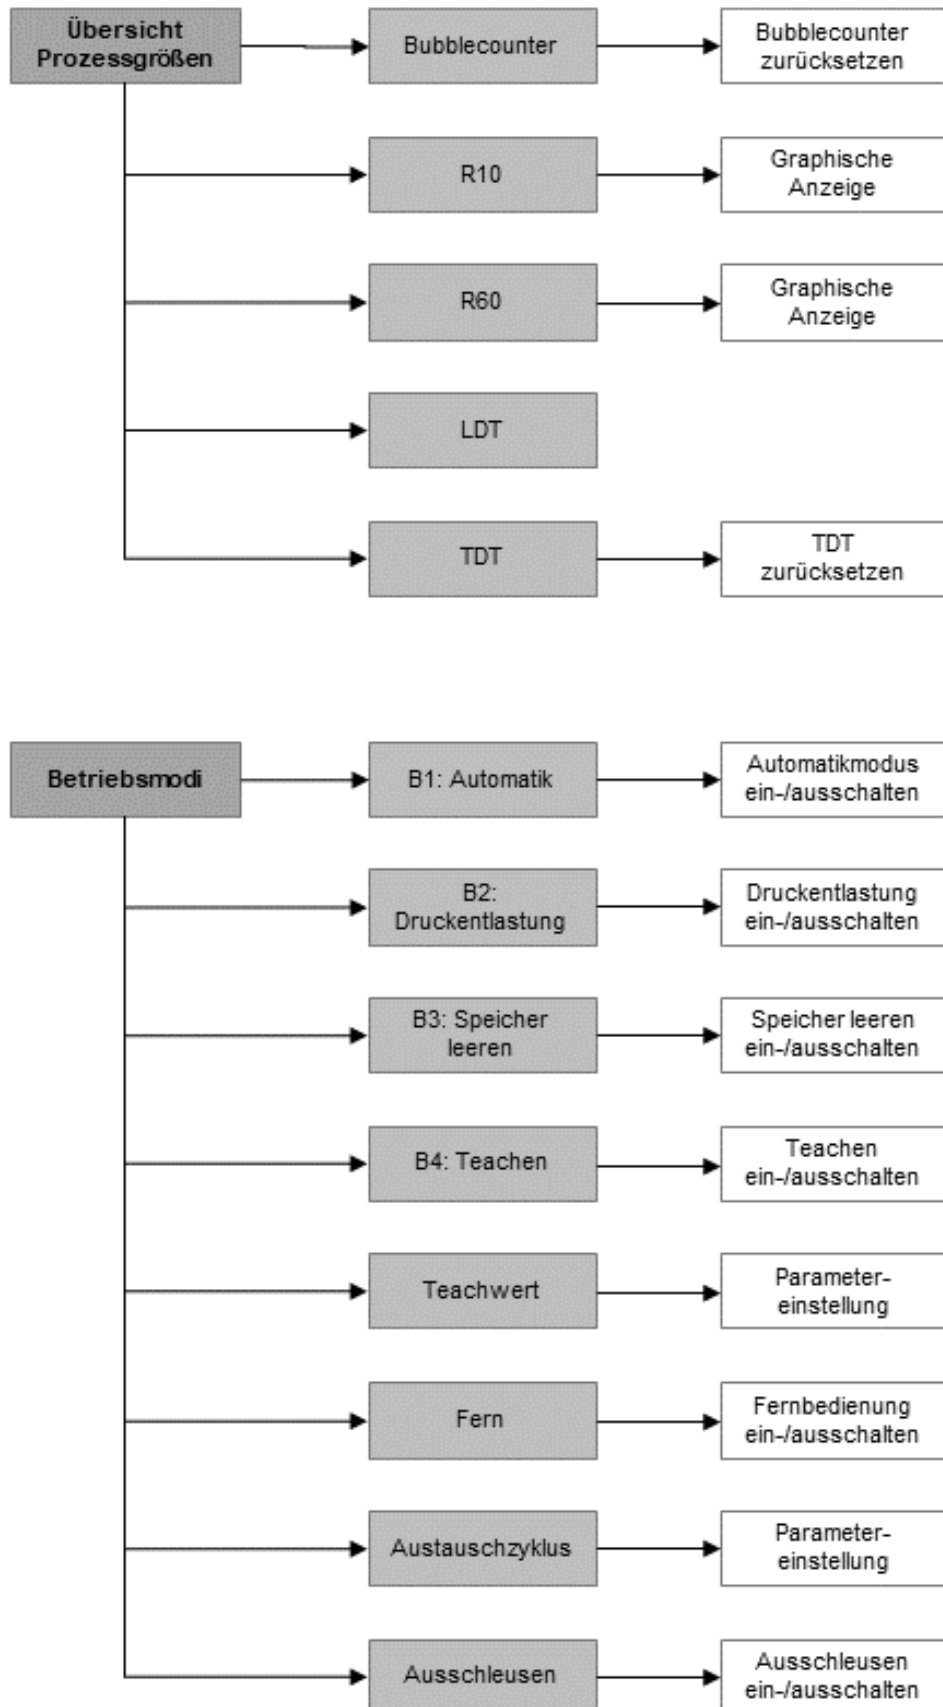 Übersicht
Prozessgrößen
Bubblecounter
Bubblecounter
zurücksetzen
R10
Graphische
Anzeige
R60
Graphische
Anzeige
LDT
TDT
TDT
zurücksetzen
Betriebsmodi
B1: Automatik
Automatikmodus
ein-/ausschalten
B2:
Druckentlastung
Druckentlastung
ein-/ausschalten
B3: Speicher
leeren
Speicher leeren
ein-/ausschalten
B4: Teachen
Teachen
ein-/ausschalten
Teachwert
Parameter-
einstellung
Fern
Fernbedienung
ein-/ausschalten
Austauschzyklus
Parameter-
einstellung
Ausschleusen
Ausschleusen
ein-/ausschalten